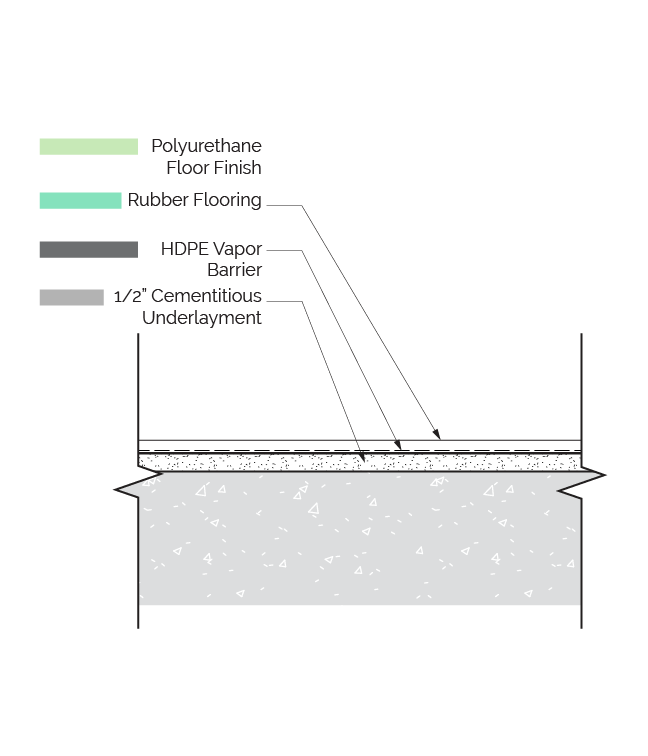 Polyurethane
Floor Finish
Rubber Flooring
HDPE Vapor
Barrier
1/2” Cementitious
Underlayment